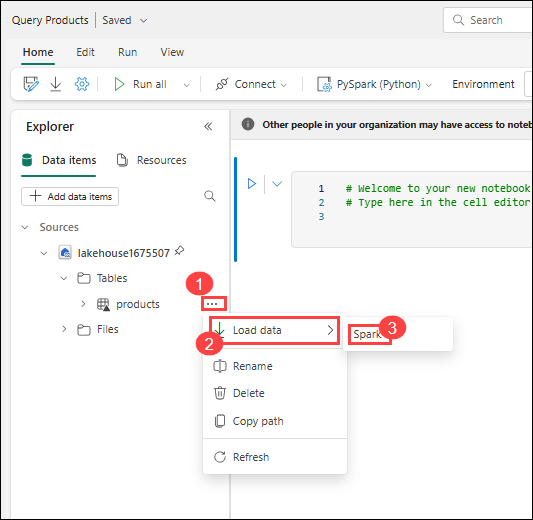 Query Products | Saved
Search
Home Edit Run View
Run all Connect PySpark (Python) Environment
Explorer
Other people in your organization may have access to noteb
Data items Resources
+ Add data items
1 # Welcome to your new notebook
2 # Type here in the cell editor
3
Sources
lakehouse1675507
Tables
1
products ...
Files
Load data
2
Spark
3
Rename
Delete
Copy path
Refresh